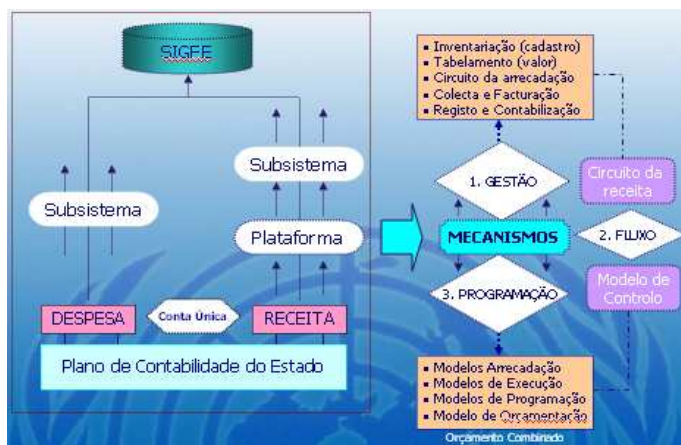 SIGFE
Subsistema
Subsistema
Plataforma
DESPESA
Conta Única
RECEITA
Plano de Contabilidade do Estado
▪ Inventariação (cadastro)
▪ Tabelamento (valor)
▪ Circuito da arrecadação
▪ Colecta e Facturação
▪ Registo e Contabilização
1. GESTÃO
Circuito da
receita
MECANISMOS
2. FLUXO
3. PROGRAMAÇÃO
Modelo de
Controlo
▪ Modelos Arrecadação
▪ Modelos de Execução
▪ Modelos de Programação
▪ Modelo de Orçamentação
Orçamento Combinado